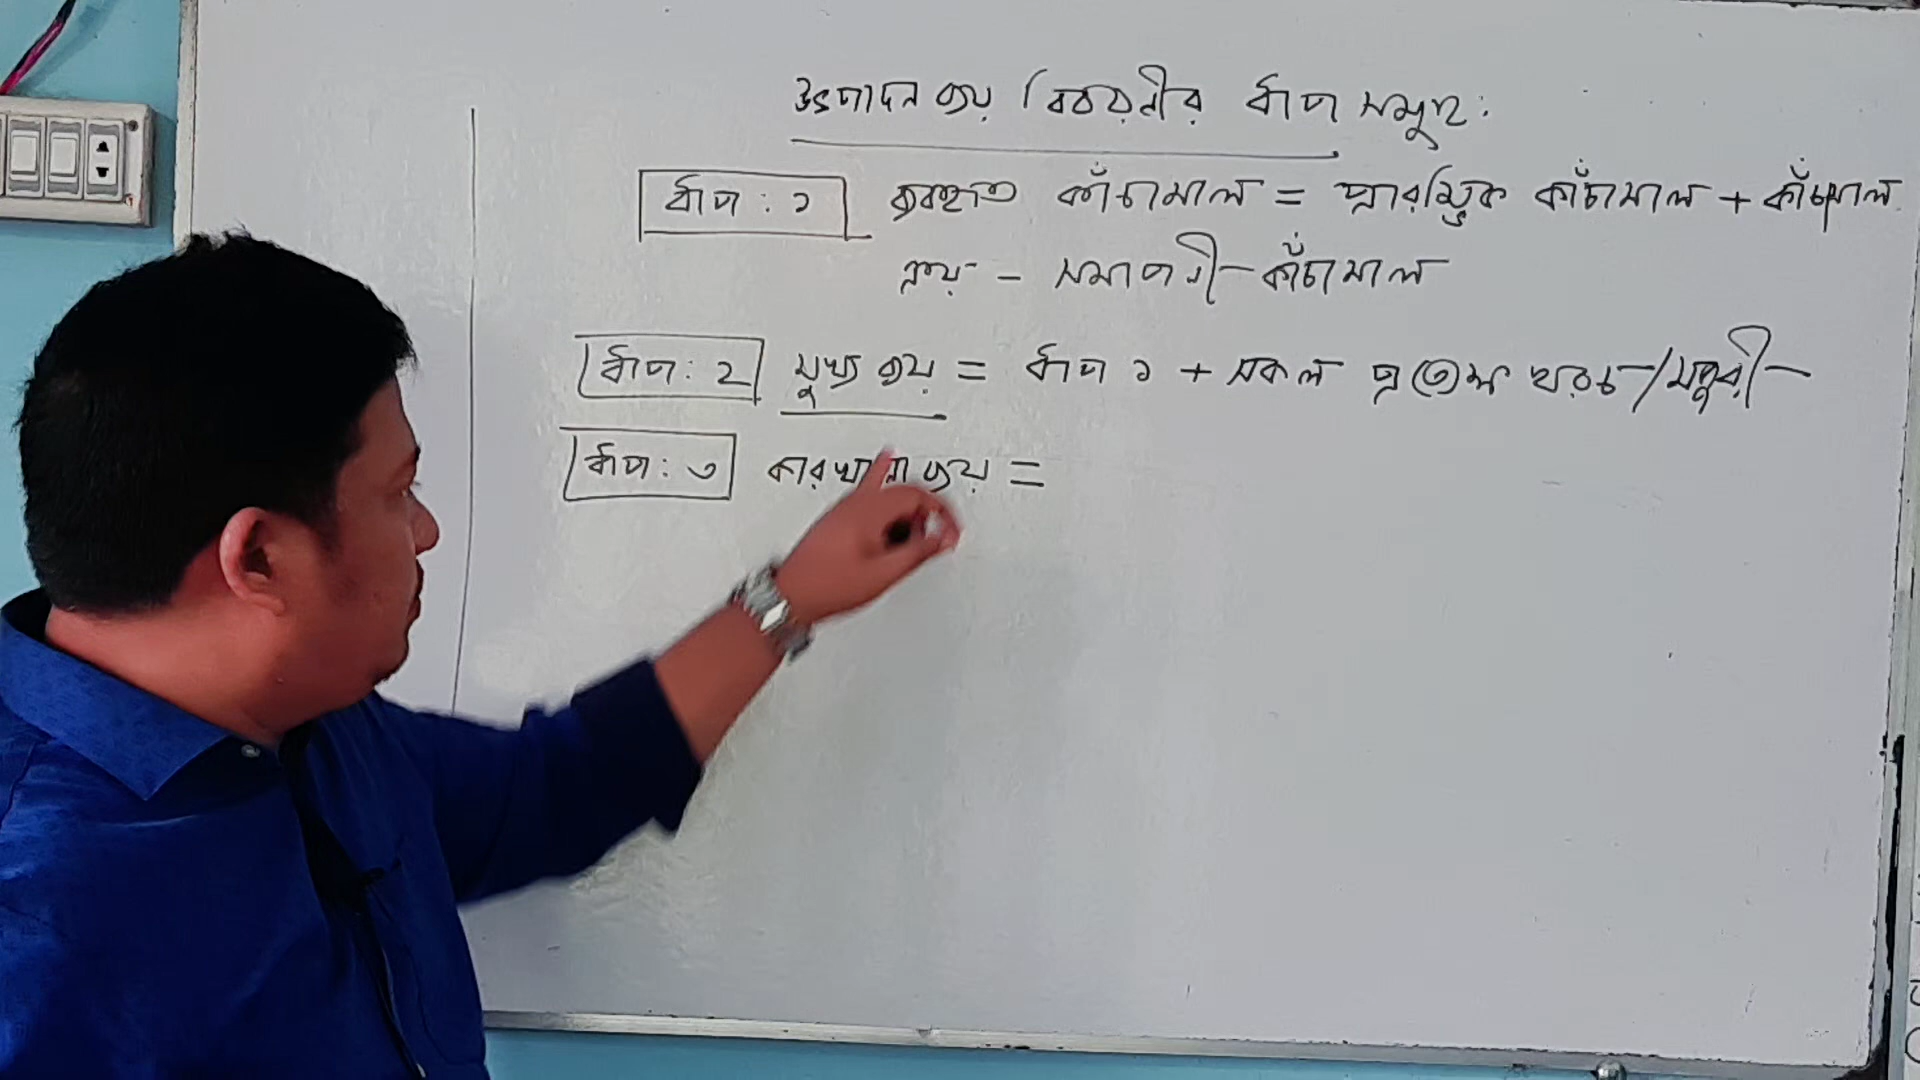 উৎপাদন ব্যয় বিবরনীর ধাপ সমূহ:
ধাপ : ১ ব্যবহৃত কাঁচামাল = প্রারম্ভিক কাঁচামাল + কাঁচামাল
ক্রয় - সমাপনী কাঁচামাল
ধাপ : ২ মুখ্য ব্যয় = ধাপ ১ + সকল প্রত্যক্ষ খরচ/মজুরী
ধাপ : ৩ কারখানা ব্যয় =